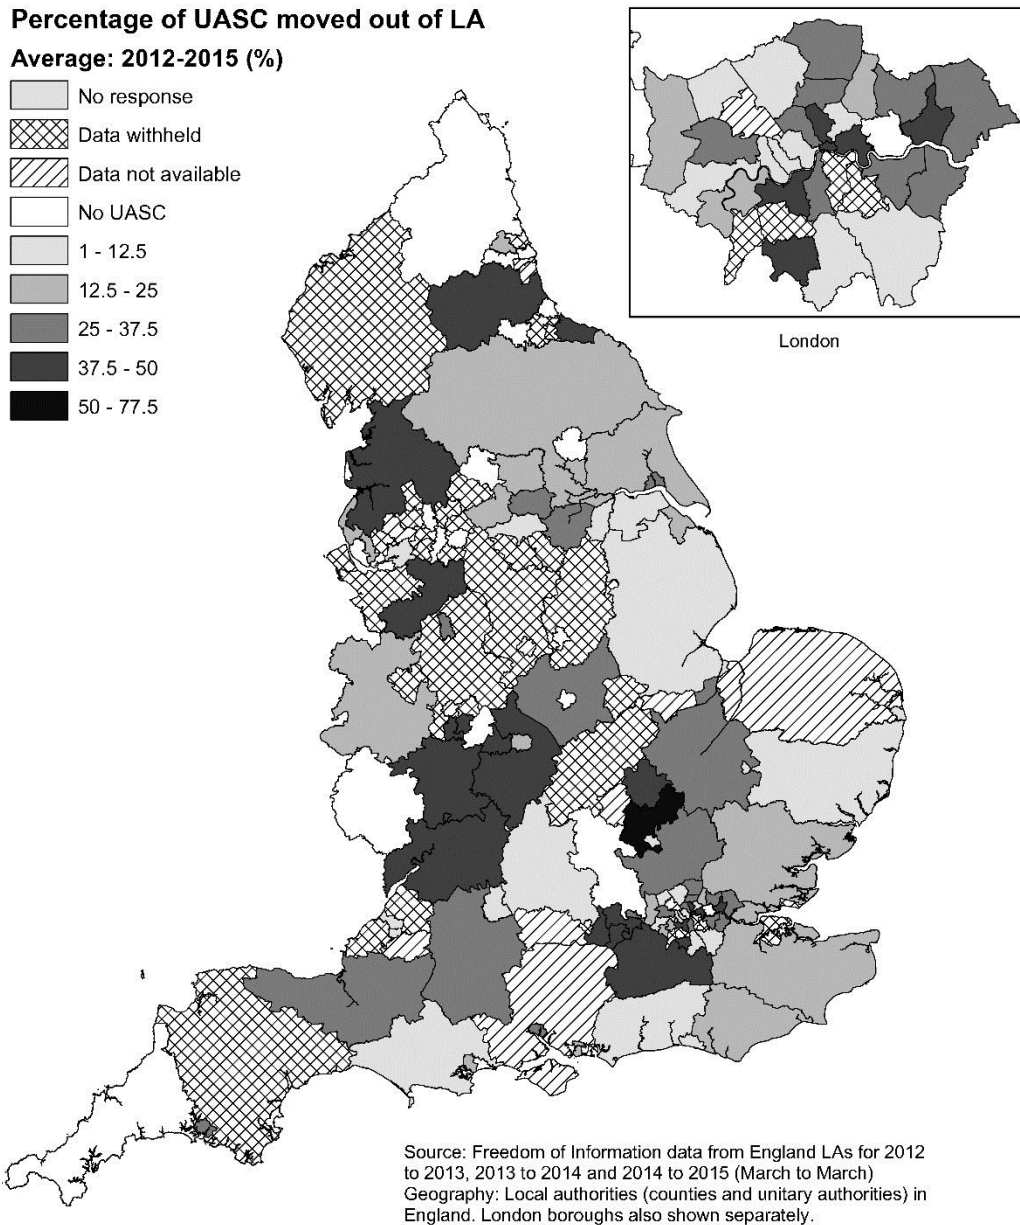 Percentage of UASC moved out of LA
Average: 2012-2015 (%)
No response
Data withheld
Data not available
No UASC
1 - 12.5
12.5 - 25
25 - 37.5
37.5 - 50
50 - 77.5
London
Source: Freedom of Information data from England LAs for 2012
to 2013, 2013 to 2014 and 2014 to 2015 (March to March)
Geography: Local authorities (counties and unitary authorities) in
England. London boroughs also shown separately.